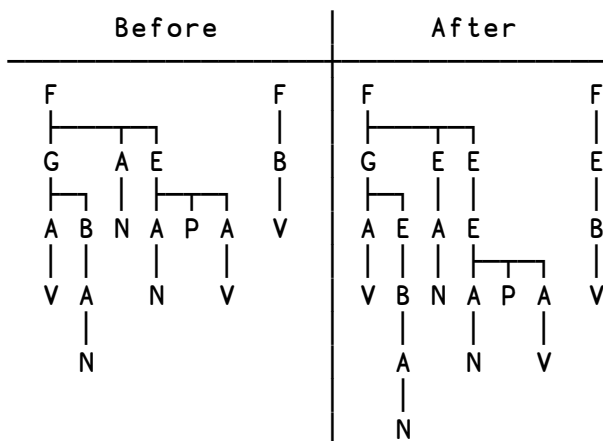 Before After
F F F F
G A E B G E E E
A B N A P A V A E A E B
V A N V V B N A P A V
N A N V
N